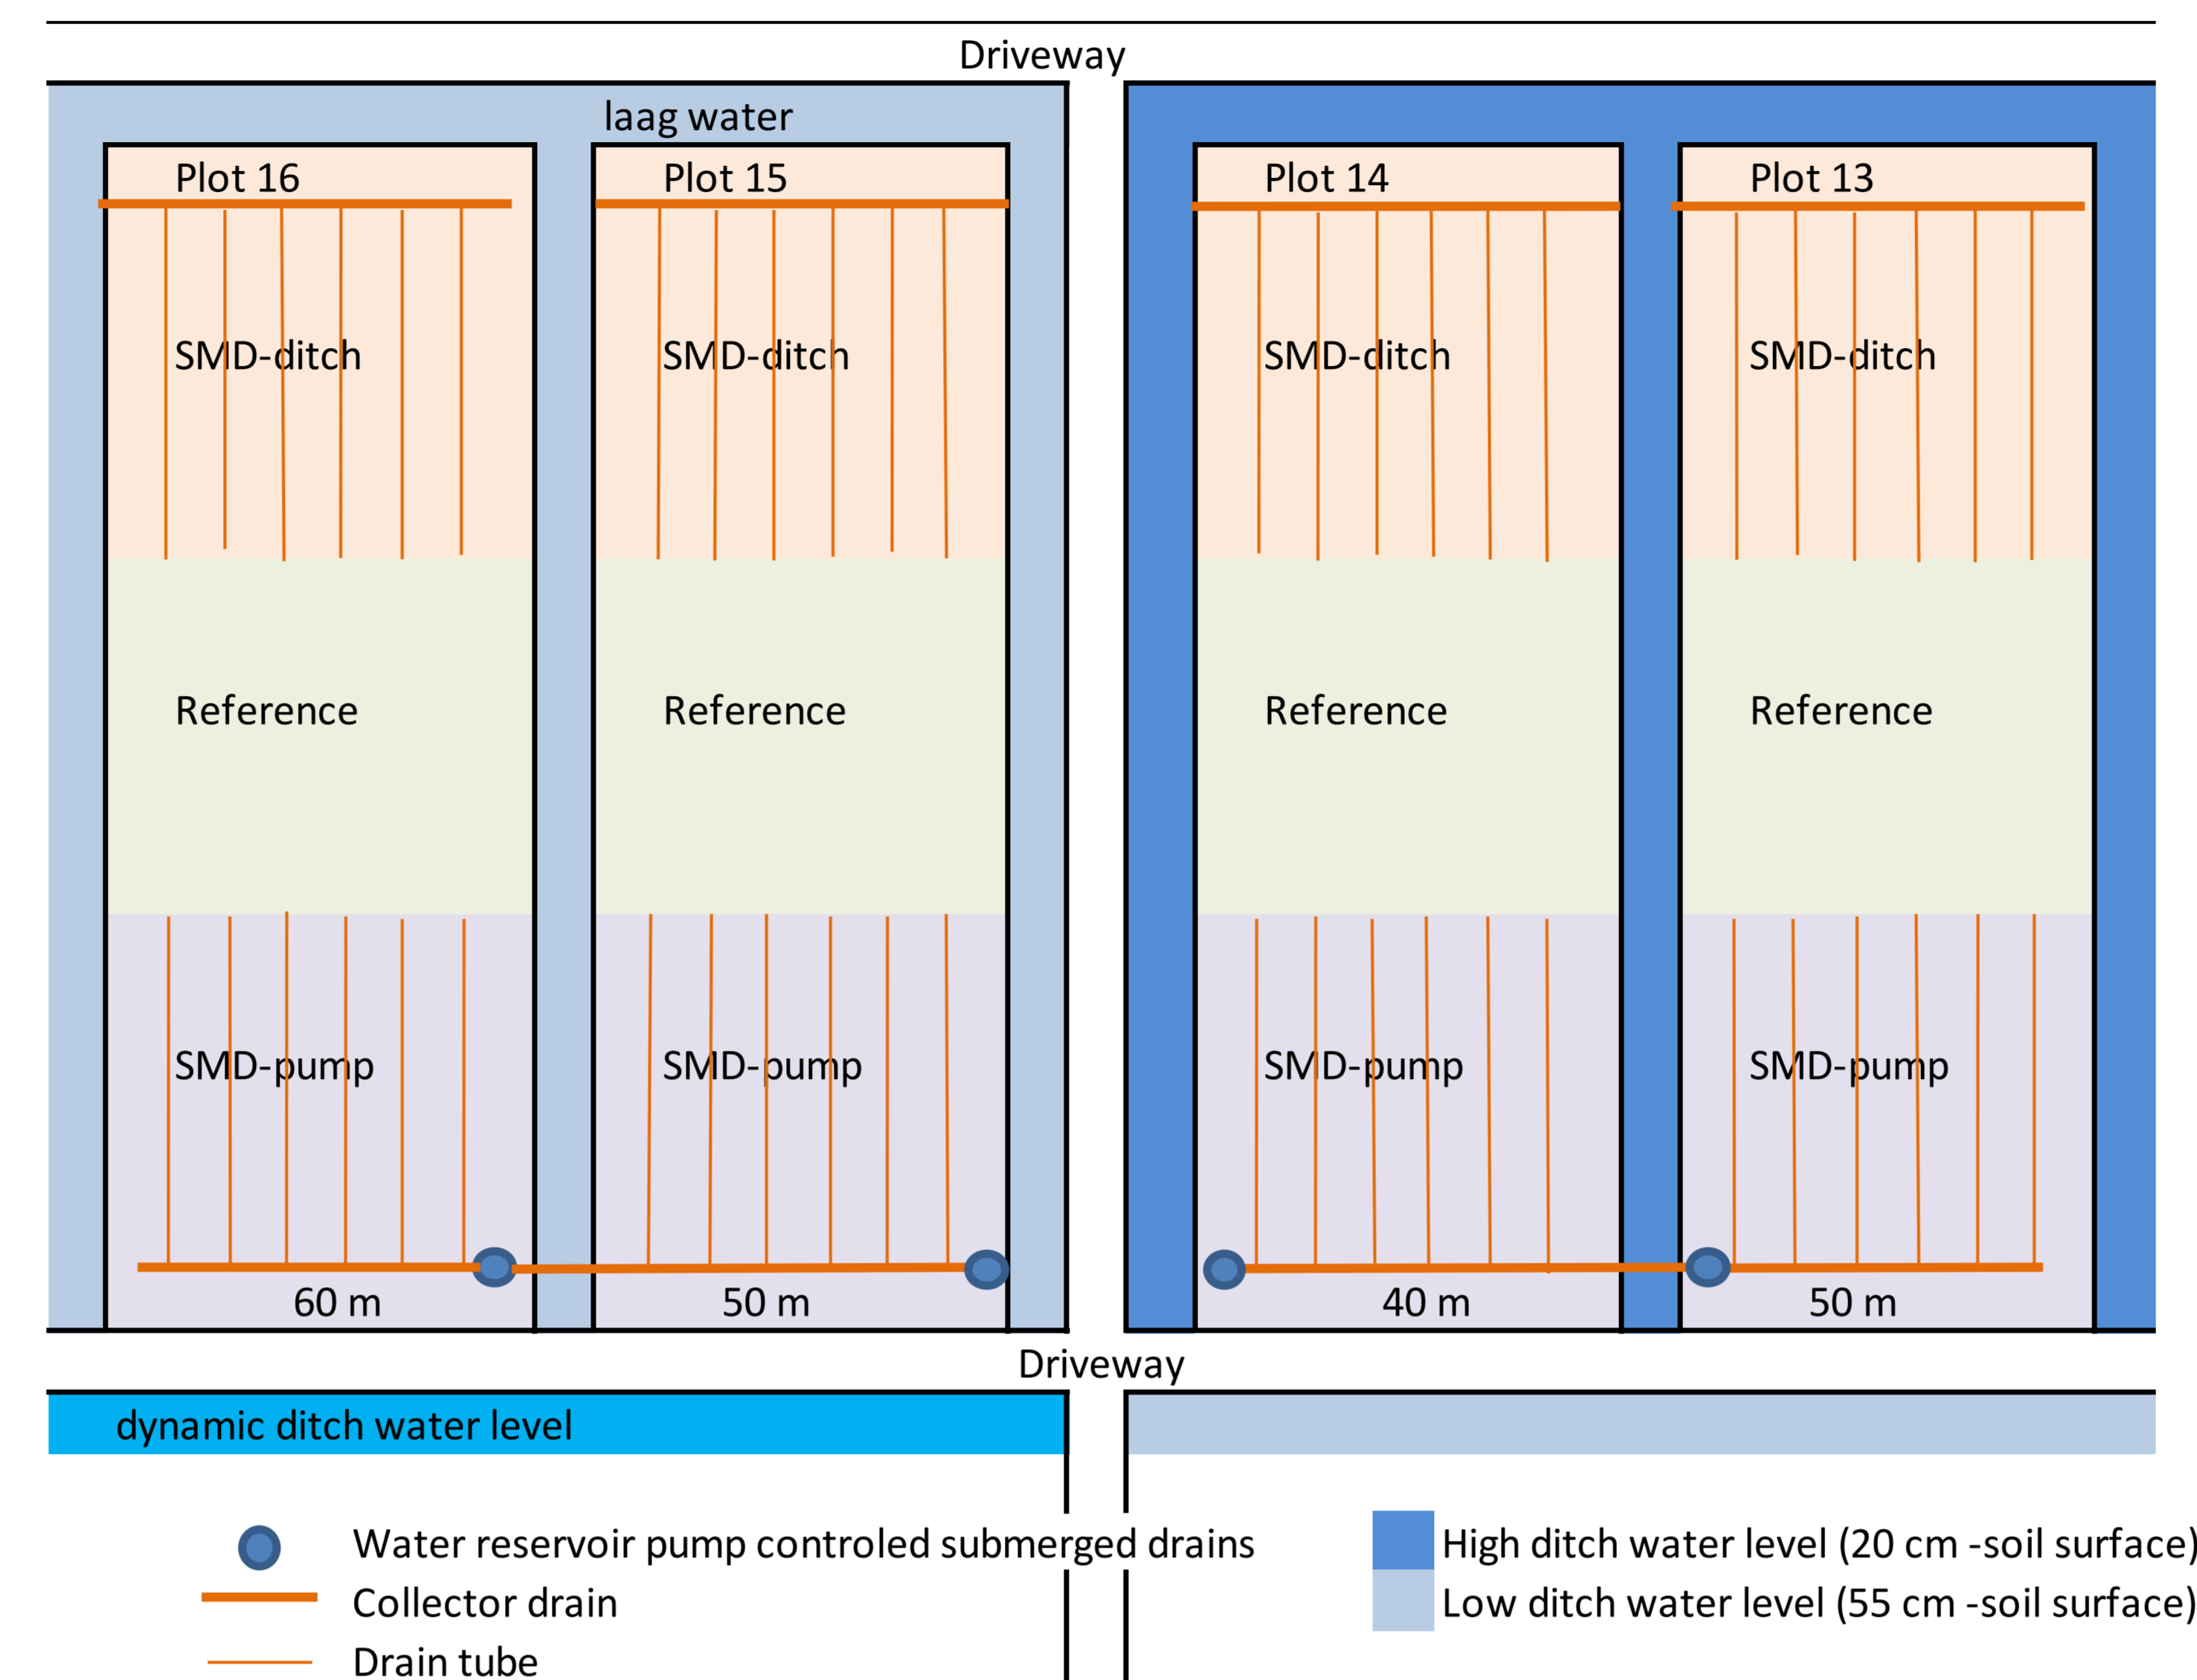 Driveway
laag water
Plot 16
Plot 15
Plot 14
Plot 13
SMD-ditch
SMD-ditch
SMD-ditch
SMD-ditch
Reference
Reference
Reference
Reference
SMD-pump
SMD-pump
SMD-pump
SMD-pump
60 m
50 m
40 m
50 m
Driveway
dynamic ditch water level
Water reservoir pump controled submerged drains
Collector drain
Drain tube
High ditch water level (20 cm -soil surface)
Low ditch water level (55 cm -soil surface)